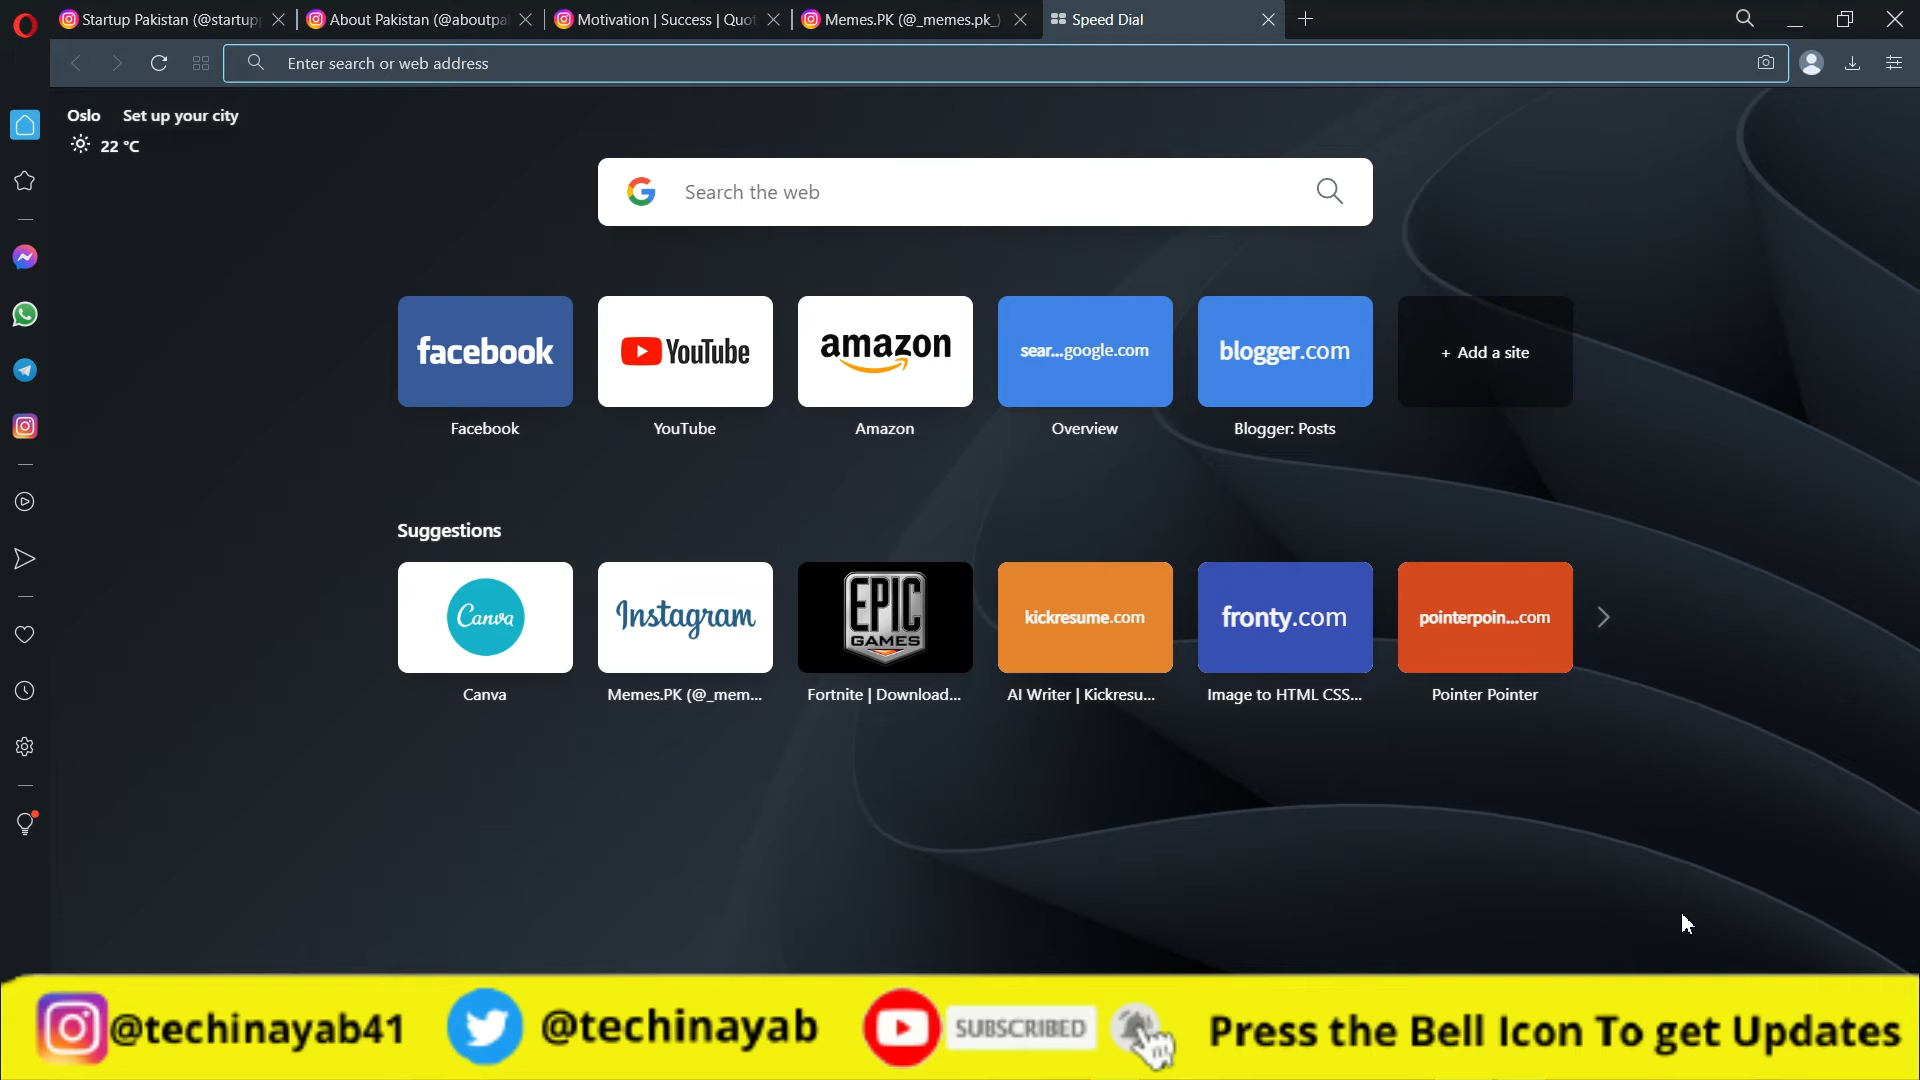 Startup Pakistan (@startup
About Pakistan (@aboutpa
Motivation | Success | Quo
Memes.PK (@_memes.pk_)
Speed Dial
Enter search or web address
Oslo Set up your city
22 °C
Search the web
facebook
YouTube
amazon
sear...google.com
blogger.com
+ Add a site
Facebook
YouTube
Amazon
Overview
Blogger: Posts
Suggestions
Canva
Instagram
EPIC
GAMES
kickresume.com
fronty.com
pointerpoin...com
Canva
Memes.PK (@_mem...
Fortnite | Download...
AI Writer | Kickresu...
Image to HTML CSS...
Pointer Pointer
@techinayab41
@techinayab
SUBSCRIBED
Press the Bell Icon To get Updates